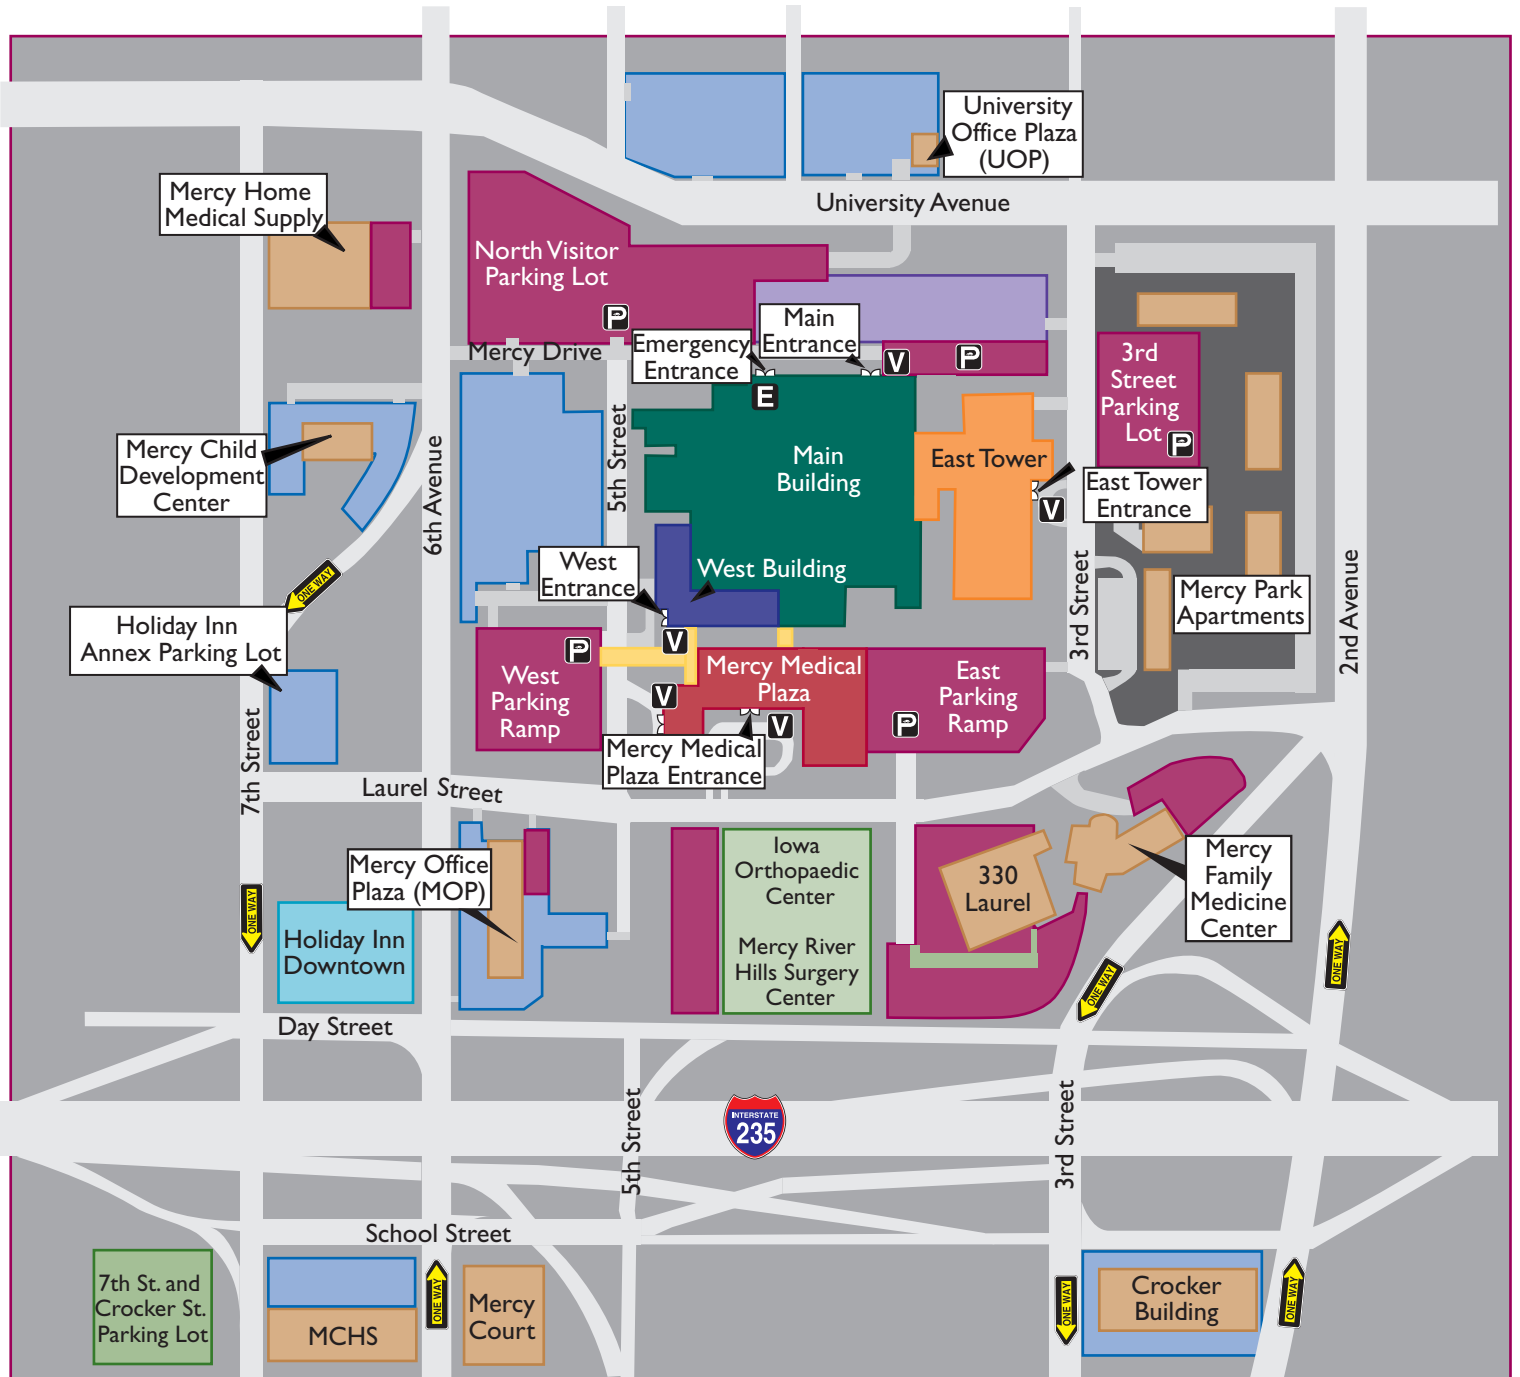 University
Office Plaza
(UOP)
Mercy Home
Medical Supply
University Avenue
North Visitor
Parking Lot
P
Main
Entrance
Emergency
Entrance
Mercy Drive
V
P
E
3rd
Street
Parking
Lot
P
Mercy Child
Development
Center
6th Avenue
5th Street
Main
Building
East Tower
East Tower
Entrance
V
ONE WAY
West
Entrance
West Building
3rd Street
Mercy Park
Apartments
2nd Avenue
Holiday Inn
Annex Parking Lot
P
V
West
Parking
Ramp
V
Mercy Medical
Plaza
V
East
Parking
Ramp
P
Mercy Medical
Plaza Entrance
7th Street
Laurel Street
Mercy Office
Plaza (MOP)
Iowa
Orthopaedic
Center
Mercy River
Hills Surgery
Center
330
Laurel
Mercy
Family
Medicine
Center
ONE WAY
Holiday Inn
Downtown
ONE WAY
ONE WAY
Day Street
5th Street
INTERSTATE
235
3rd Street
School Street
7th St. and
Crocker St.
Parking Lot
MCHS
ONE WAY
Mercy
Court
ONE WAY
Crocker
Building
ONE WAY